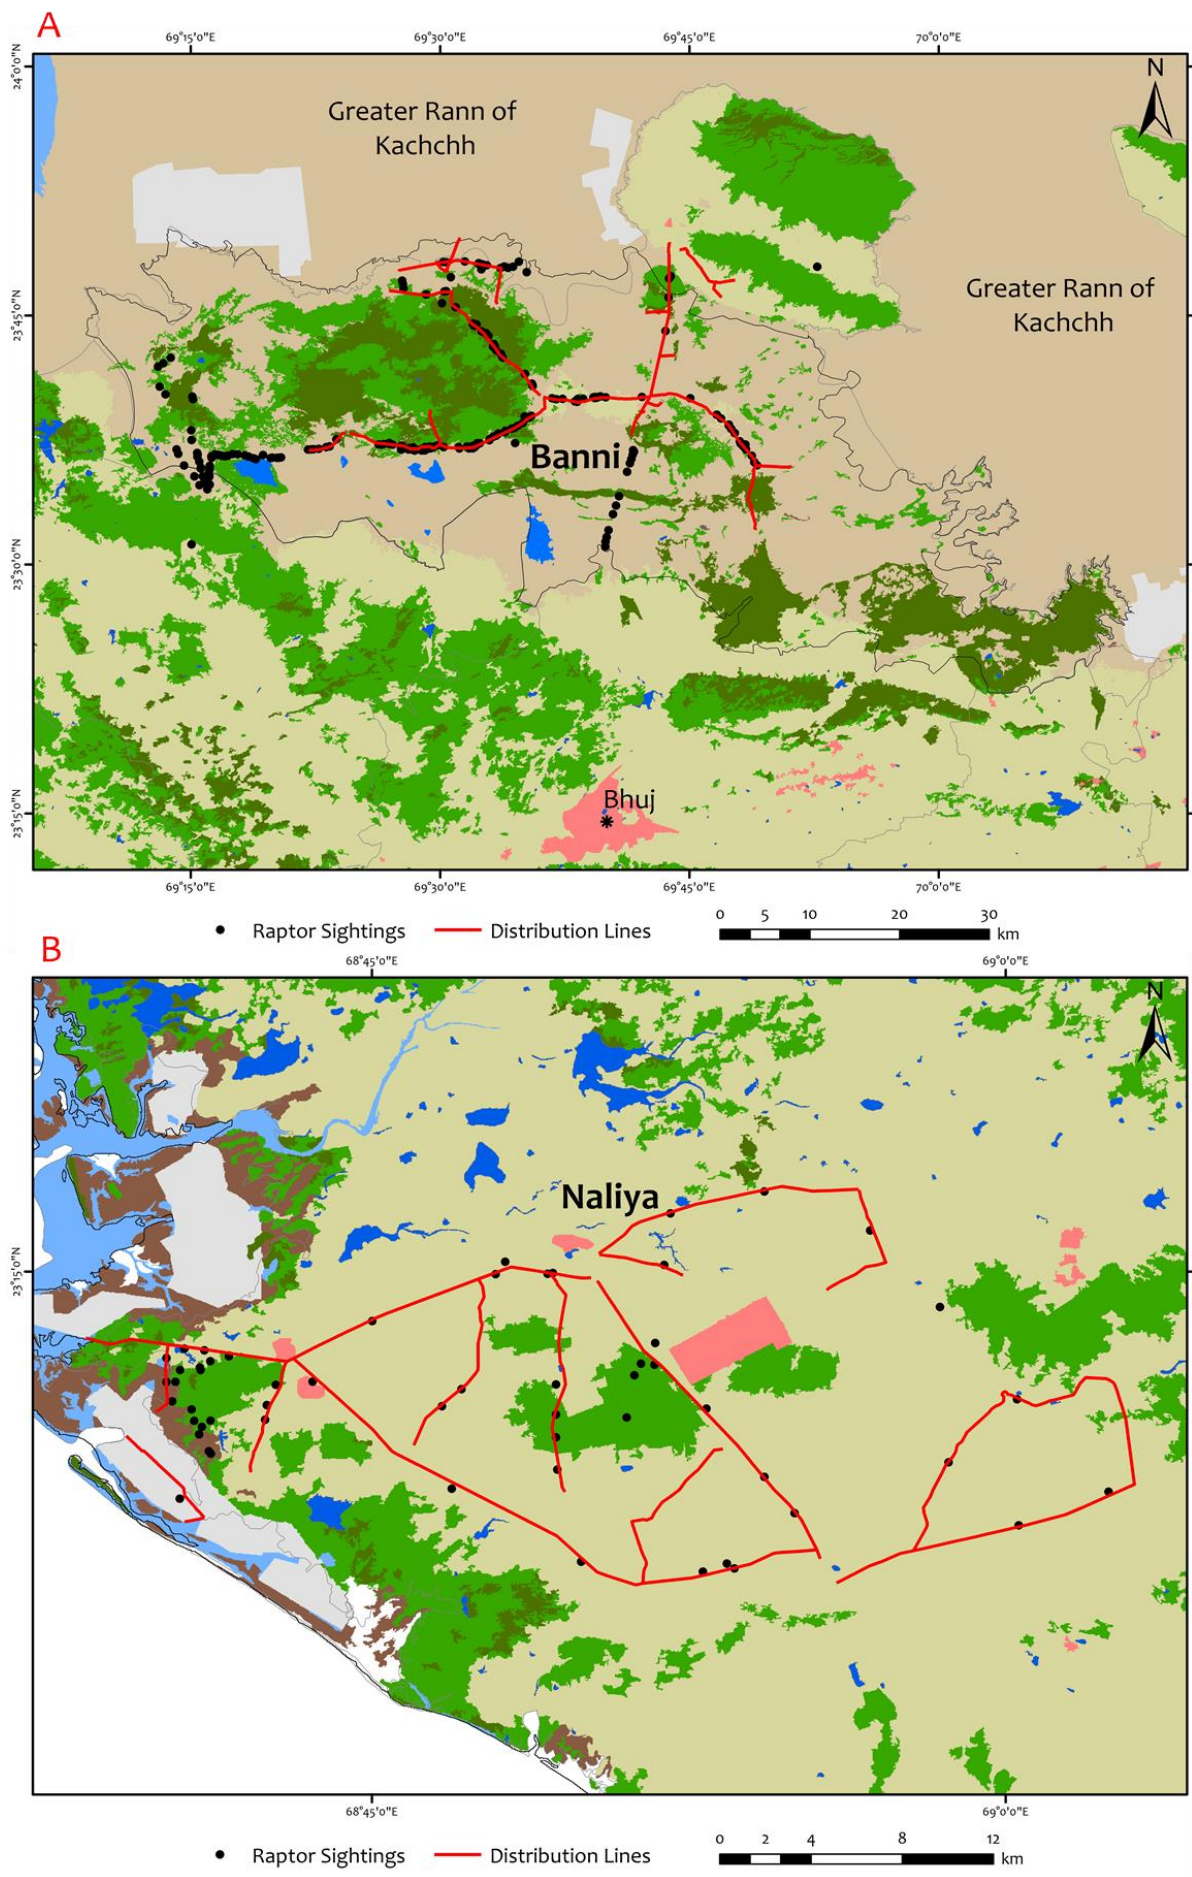 A
69°15'0"E 69°30'0"E 69°45'0"E 70°0'0"E
24°0'0"N
N
Greater Rann of
Kachchh
Greater Rann of
Kachchh
23°45'0"N
Banni
23°30'0"N
23°15'0"N
Bhuj
69°15'0"E 69°30'0"E 69°45'0"E 70°0'0"E
Raptor Sightings Distribution Lines 0 5 10 20 30 km
B
68°45'0"E 69°0'0"E
N
Naliya
23°15'0"N
68°45'0"E 69°0'0"E
Raptor Sightings Distribution Lines 0 2 4 8 12 km